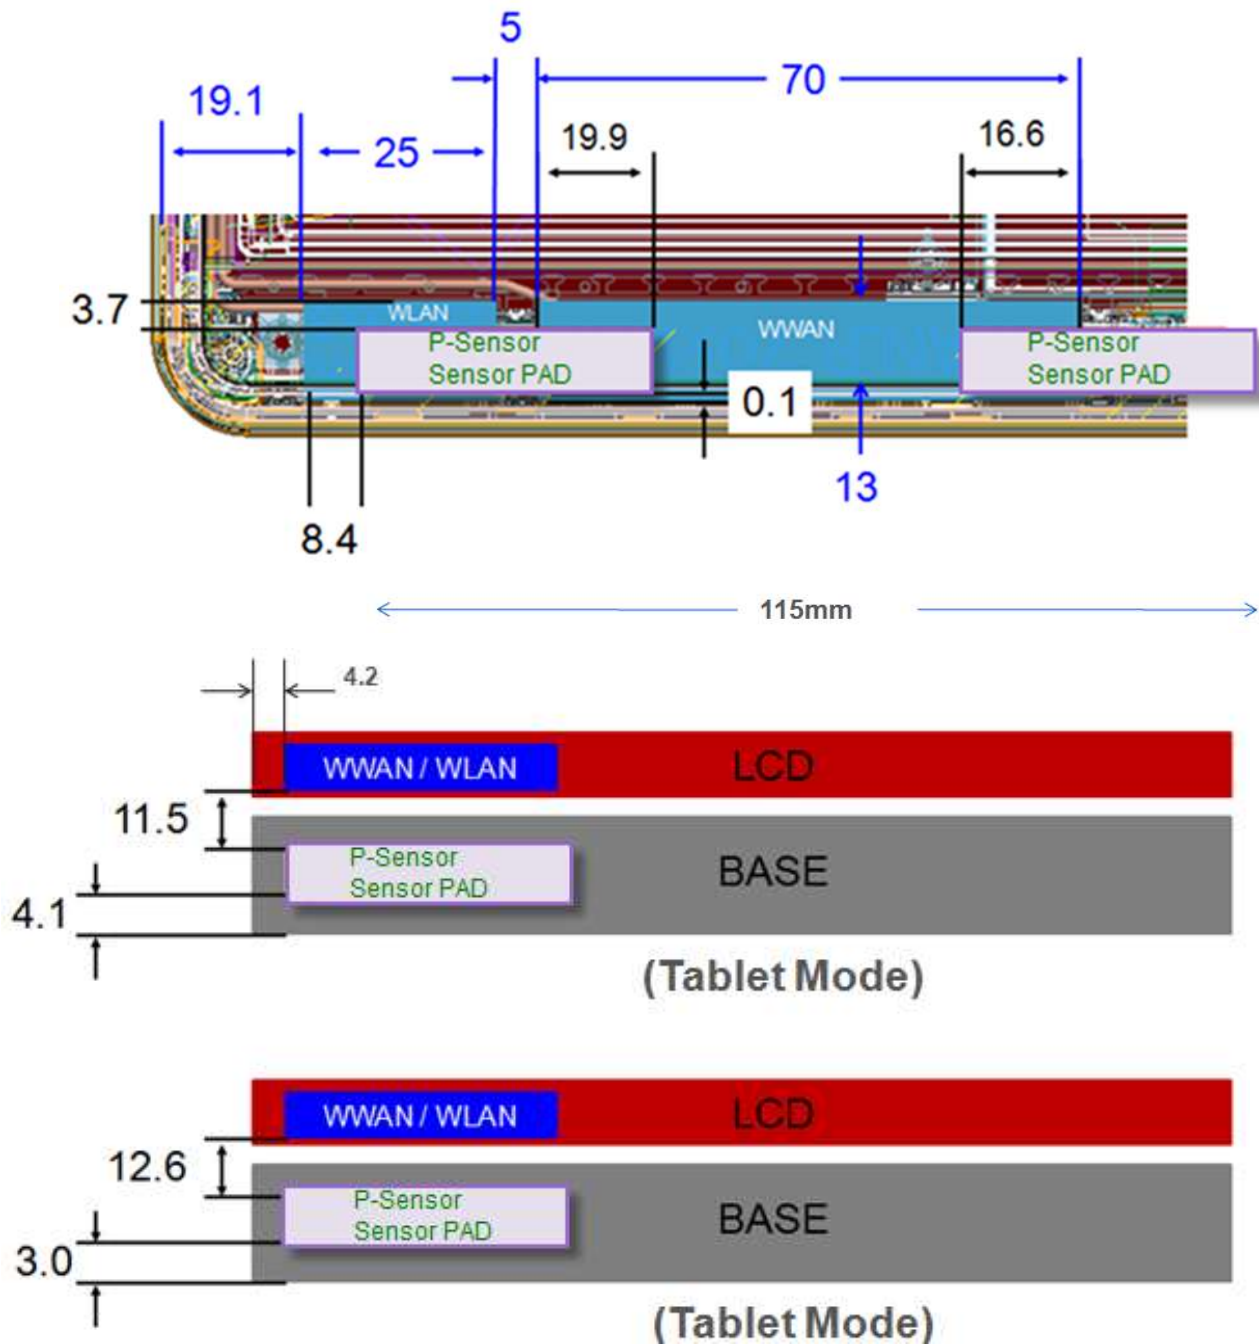 5
70
19.1
25
19.9
16.6
3.7
WLAN
WWAN
P-Sensor
Sensor PAD
P-Sensor
Sensor PAD
0.1
13
8.4
115mm
4.2
WWAN / WLAN
LCD
11.5
P-Sensor
Sensor PAD
BASE
4.1
(Tablet Mode)
WWAN / WLAN
LCD
12.6
P-Sensor
Sensor PAD
BASE
3.0
(Tablet Mode)